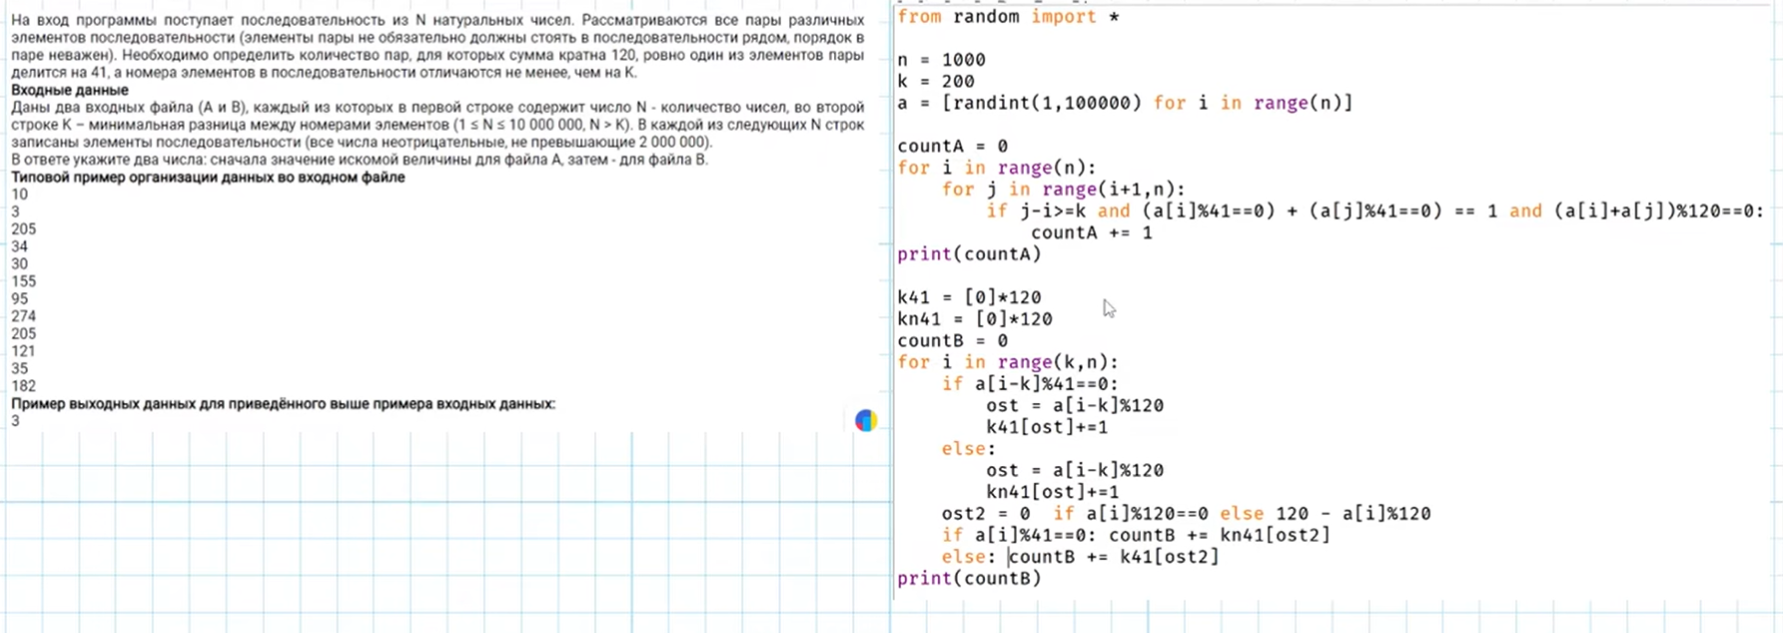 На вход программы поступает последовательность из N натуральных чисел. Рассматриваются все пары различных
элементов последовательности (элементы пары не обязательно должны стоять в последовательности рядом, порядок в
паре неважен). Необходимо определить количество пар, для которых сумма кратна 120, ровно один из элементов пары
делится на 41, а номера элементов в последовательности отличаются не менее, чем на K.
Входные данные
Даны два входных файла (А и В), каждый из которых в первой строке содержит число N - количество чисел, во второй
строке K – минимальная разница между номерами элементов (1 ≤ N ≤ 10 000 000, N > K). В каждой из следующих N строк
записаны элементы последовательности (все числа неотрицательные, не превышающие 2 000 000).
В ответе укажите два числа: сначала значение искомой величины для файла А, затем - для файла В.
Типовой пример организации данных во входном файле
10
3
205
34
30
155
95
274
205
121
35
182
Пример выходных данных для приведённого выше примера входных данных:
3
from random import *
n = 1000
k = 200
a = [randint(1,100000) for i in range(n)]
countA = 0
for i in range(n):
    for j in range(i+1,n):
        if j-i>=k and (a[i]%41==0) + (a[j]%41==0) == 1 and (a[i]+a[j])%120==0:
            countA += 1
print(countA)
k41 = [0]*120
kn41 = [0]*120
countB = 0
for i in range(k,n):
    if a[i-k]%41==0:
        ost = a[i-k]%120
        k41[ost]+=1
    else:
        ost = a[i-k]%120
        kn41[ost]+=1
    ost2 = 0  if a[i]%120==0 else 120 - a[i]%120
    if a[i]%41==0: countB += kn41[ost2]
    else: countB += k41[ost2]
print(countB)